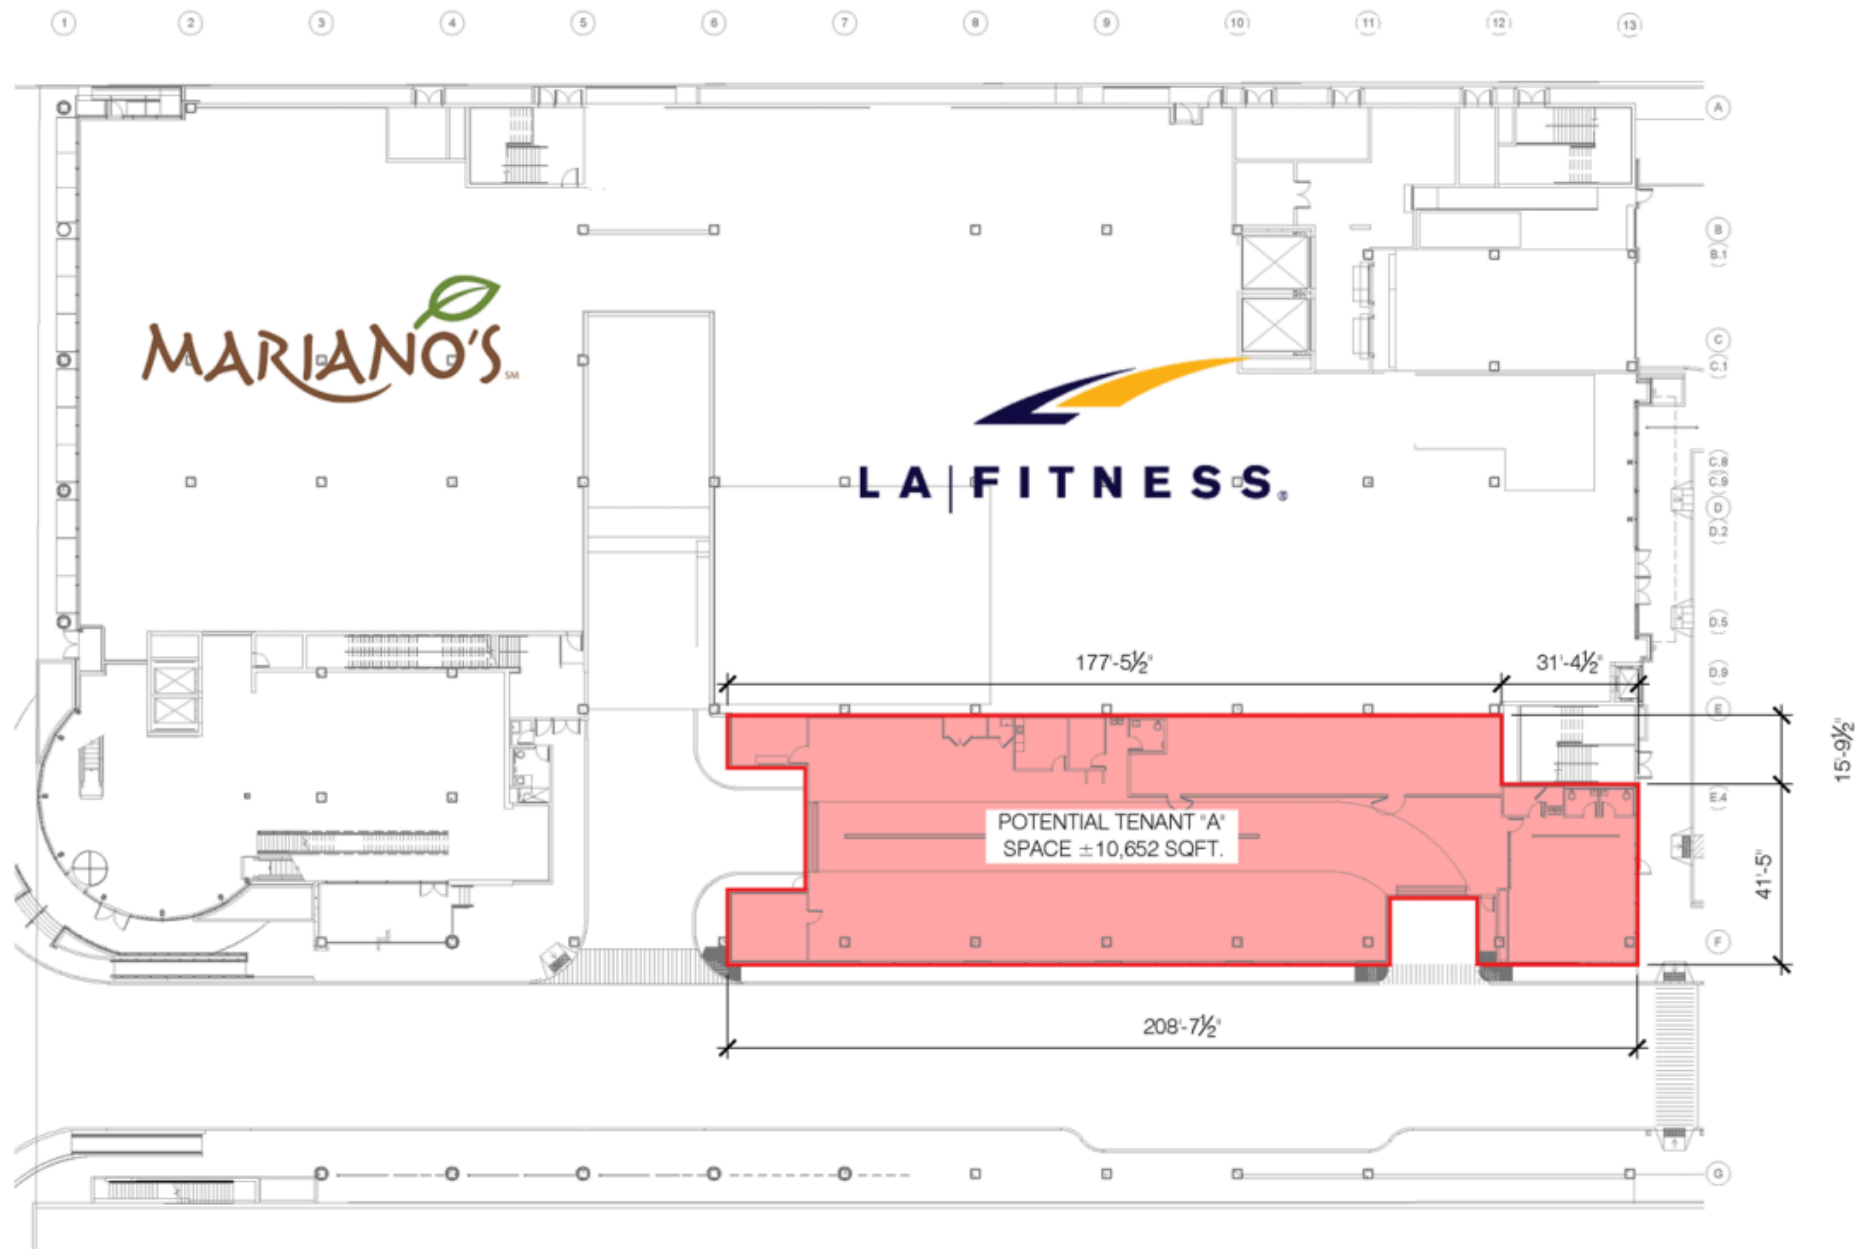 1 2 3 4 5 6 7 8 9 10 11 12 13
A
B
B.1
MARIANO'S SM
C
C.1
LA|FITNESS®
C.8
C.9
D
D.2
D.5
177'-5½" 31'-4½"
D.9
E
15'-9½"
E.4
POTENTIAL TENANT "A"
SPACE ±10,652 SQFT.
41'-5"
F
208'-7½"
G